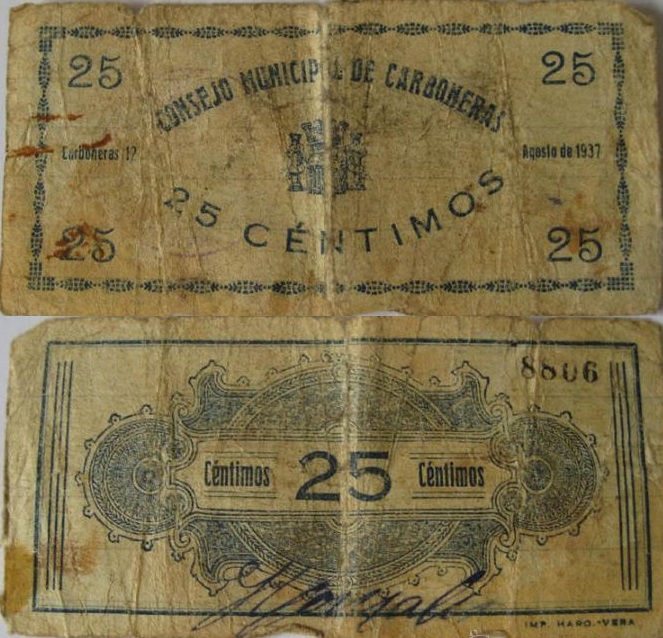 25 25
CONSEJO MUNICIPAL DE CARBONERAS
Carboneras 12 Agosto de 1937
25 CÉNTIMOS
25 25
8806
Céntimos 25 Céntimos
IMP. HARO.-VERA